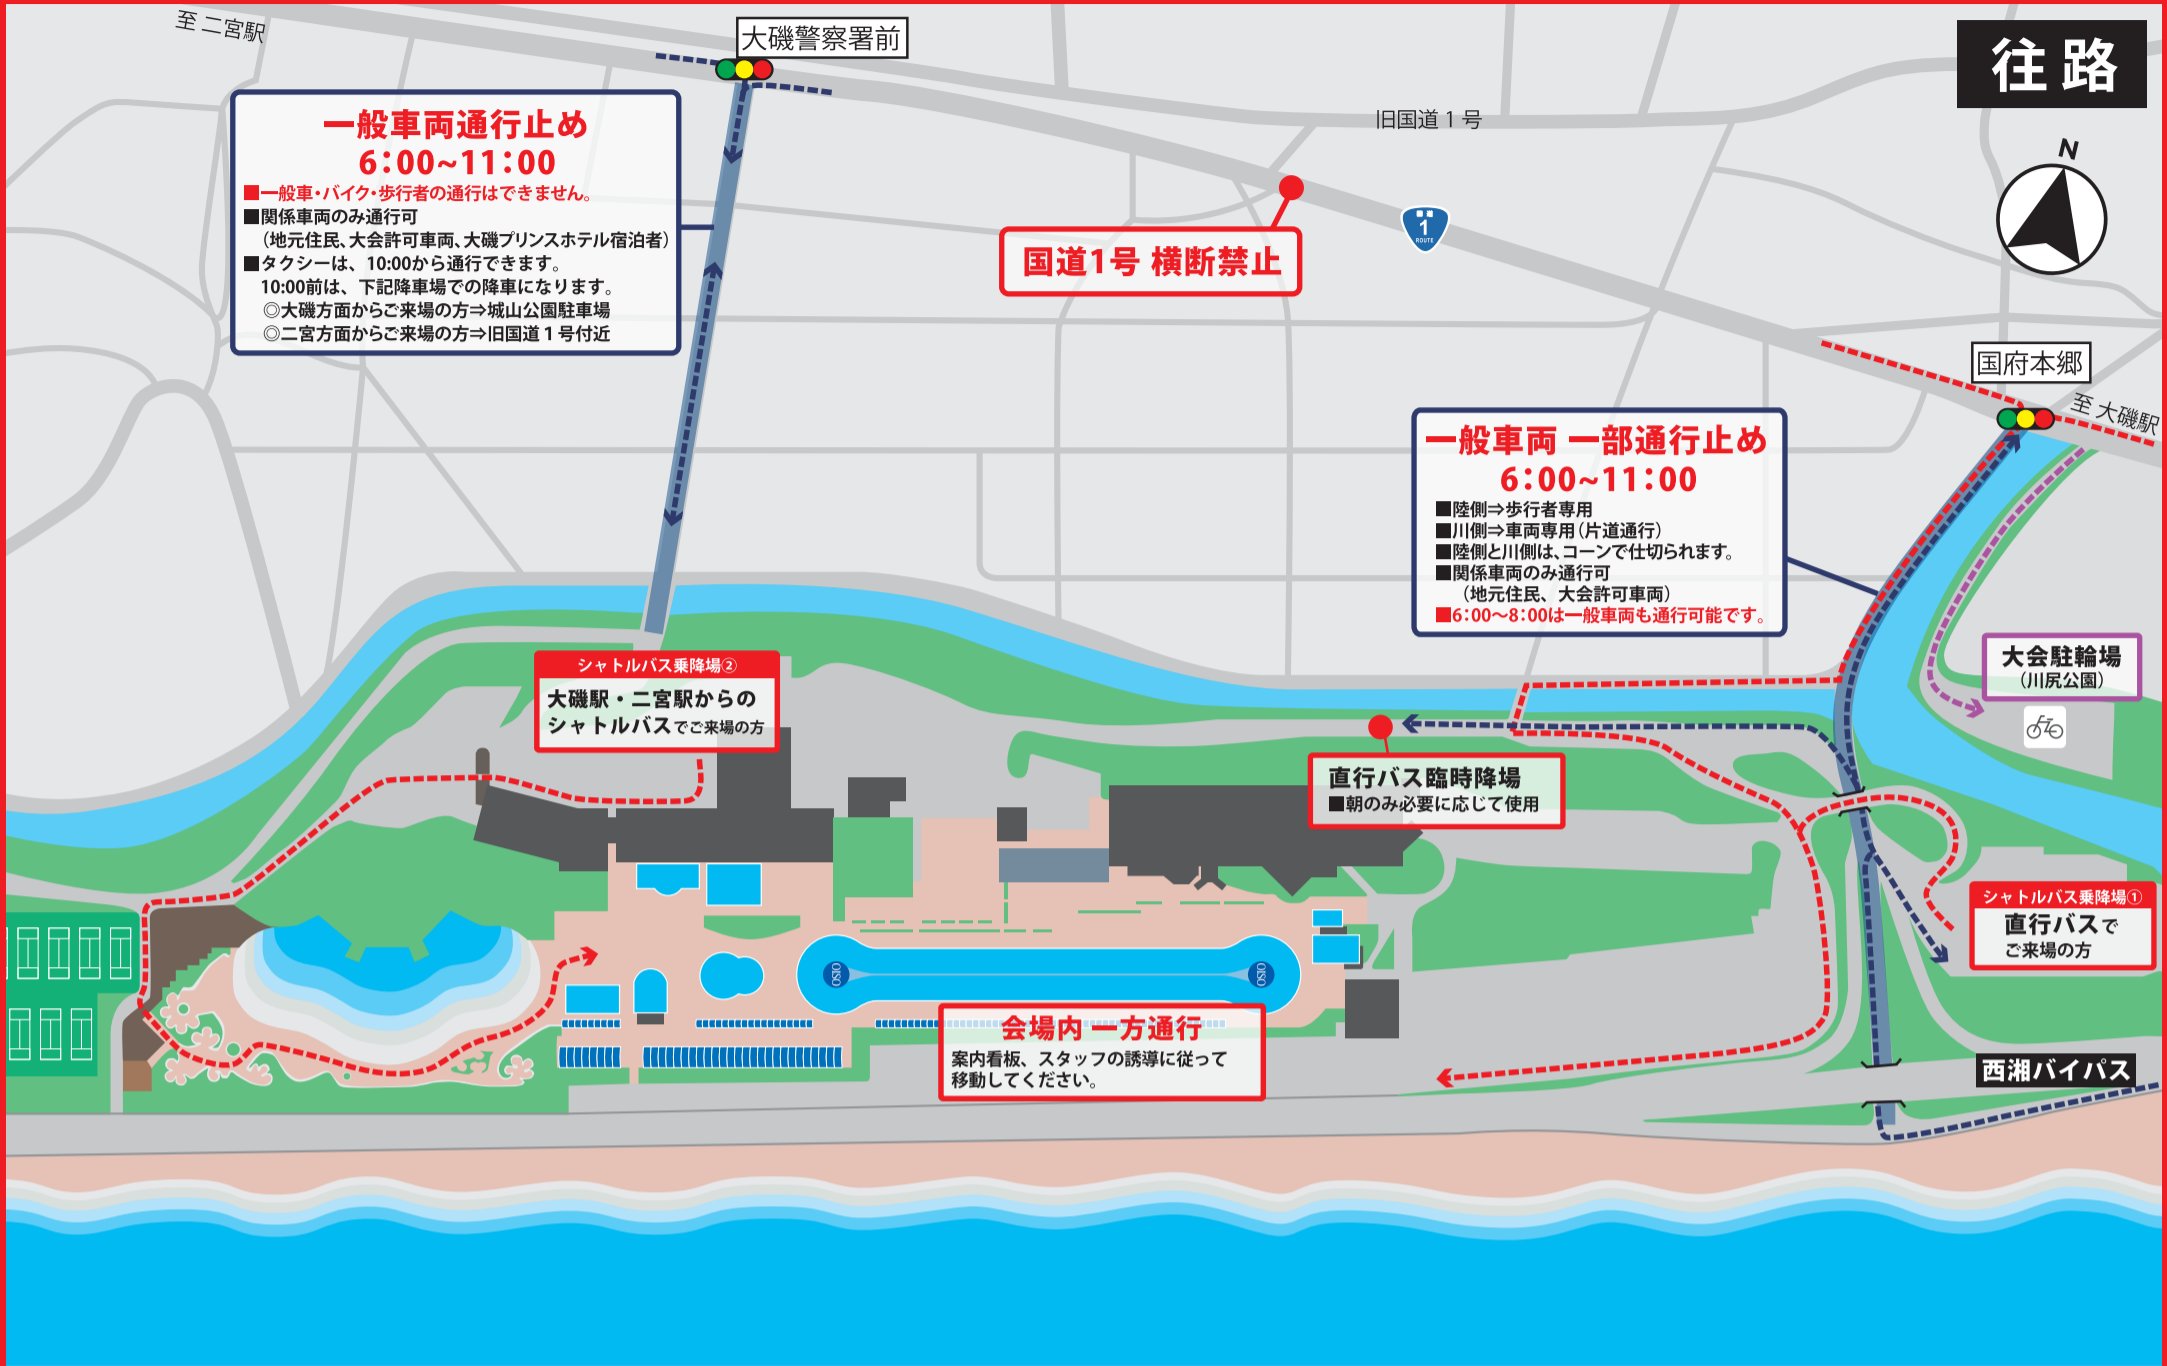 至 二宮駅
大磯警察署前
往路
一般車両通行止め
6：00~11：00
■一般車・バイク・歩行者の通行はできません。
■関係車両のみ通行可
（地元住民、大会許可車両、大磯プリンスホテル宿泊者）
■タクシーは、10:00から通行できます。
10:00前は、下記降車場での降車になります。
◎大磯方面からご来場の方⇒城山公園駐車場
◎二宮方面からご来場の方⇒旧国道１号付近
旧国道 1 号
N
国道
1
ROUTE
国道1号 横断禁止
国府本郷
至 大磯駅
一般車両 一部通行止め
6：00~11：00
■陸側⇒歩行者専用
■川側⇒車両専用（片道通行）
■陸側と川側は、コーンで仕切られます。
■関係車両のみ通行可
（地元住民、大会許可車両）
■6：00～8：00は一般車両も通行可能です。
大会駐輪場
（川尻公園）
シャトルバス乗降場②
大磯駅・二宮駅からの
シャトルバスでご来場の方
直行バス臨時降場
■朝のみ必要に応じて使用
シャトルバス乗降場①
直行バスで
ご来場の方
OISO
OISO
会場内 一方通行
案内看板、スタッフの誘導に従って
移動してください。
西湘バイパス